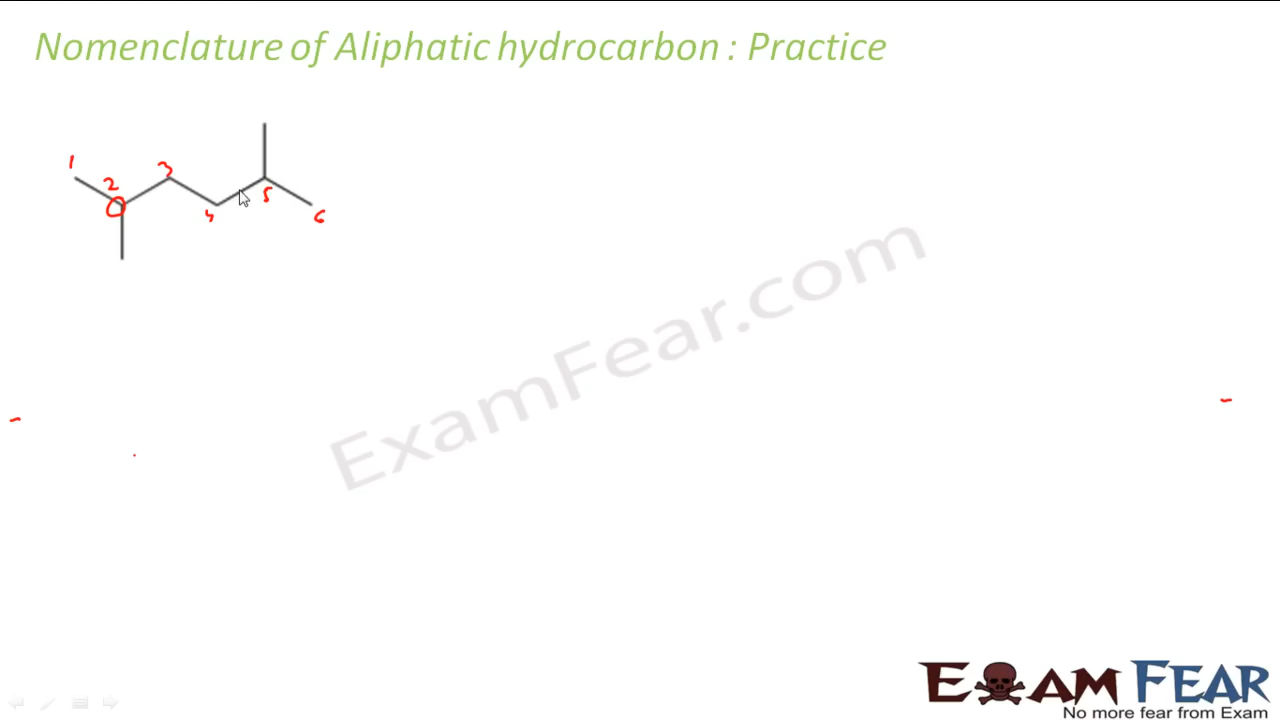 Nomenclature of Aliphatic hydrocarbon : Practice
1 2 3 4 5 6
ExamFear.com
EXAM FEAR
No more fear from Exam